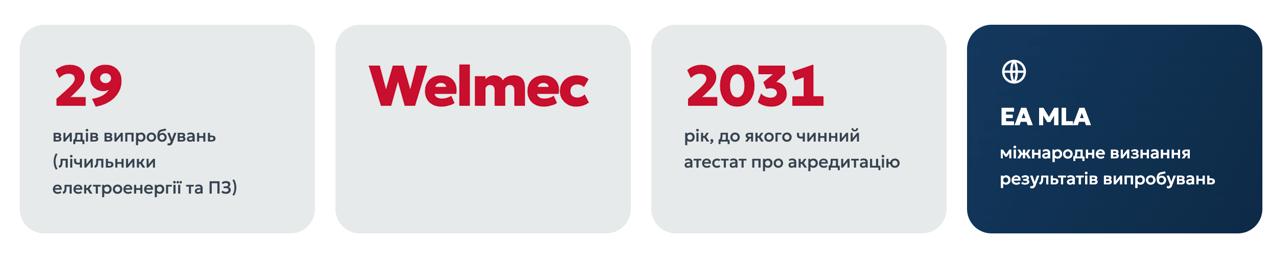 29
видів випробувань
(лічильники
електроенергії та ПЗ)
Welmec
2031
рік, до якого чинний
атестат про акредитацію
EA MLA
міжнародне визнання
результатів випробувань